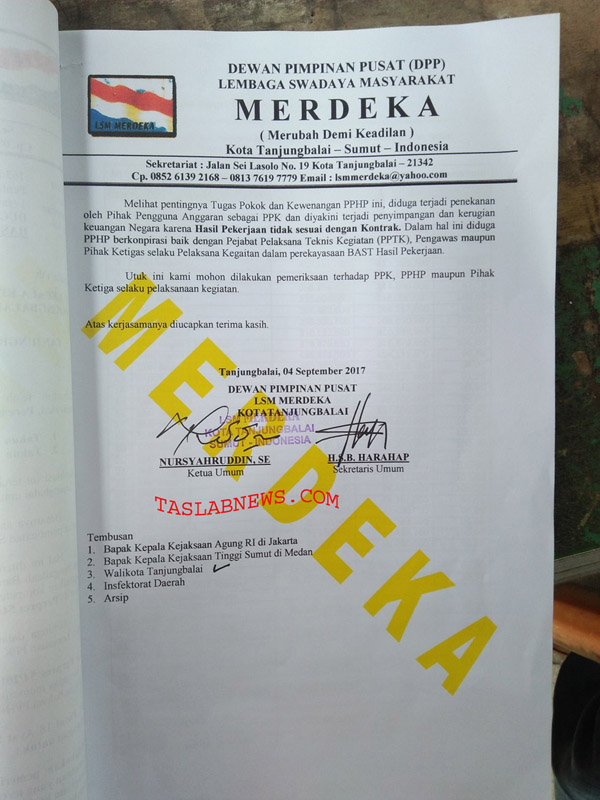 DEWAN PIMPINAN PUSAT (DPP)
LEMBAGA SWADAYA MASYARAKAT
MERDEKA
( Merubah Demi Keadilan )
Kota Tanjungbalai – Sumut – Indonesia
LSM MERDEKA
Sekretariat : Jalan Sei Lasolo No. 19 Kota Tanjungbalai – 21342
Cp. 0852 6139 2168 – 0813 7619 7779 Email : lsmmerdeka@yahoo.com
Melihat pentingnya Tugas Pokok dan Kewenangan PPHP ini, diduga terjadi penekanan
oleh Pihak Pengguna Anggaran sebagai PPK dan diyakini terjadi penyimpangan dan kerugian
keuangan Negara karena Hasil Pekerjaan tidak sesuai dengan Kontrak. Dalam hal ini diduga
PPHP berkonpirasi baik dengan Pejabat Pelaksana Teknis Kegiatan (PPTK), Pengawas maupun
Pihak Ketigas selaku Pelaksana Kegaitan dalam perekayasaan BAST Hasil Pekerjaan.
Utuk ini kami mohon dilakukan pemeriksaan terhadap PPK, PPHP maupun Pihak
Ketiga selaku pelaksanaan kegiatan.
Atas kerjasamanya diucapkan terima kasih.
MERDEKA
Tanjungbalai, 04 September 2017
DEWAN PIMPINAN PUSAT
LSM MERDEKA
KOTATANJUNGBALAI
LSM MERDEKA
KOTA TANJUNGBALAI
SUMUT - INDONESIA
NURSYAHRUDDIN, SE
Ketua Umum
H.S.B. HARAHAP
Sekretaris Umum
TASLABNEWS.COM
Tembusan
1. Bapak Kepala Kejaksaan Agung RI di Jakarta
2. Bapak Kepala Kejaksaan Tinggi Sumut di Medan
3. Walikota Tanjungbalai
4. Insfektorat Daerah
5. Arsip